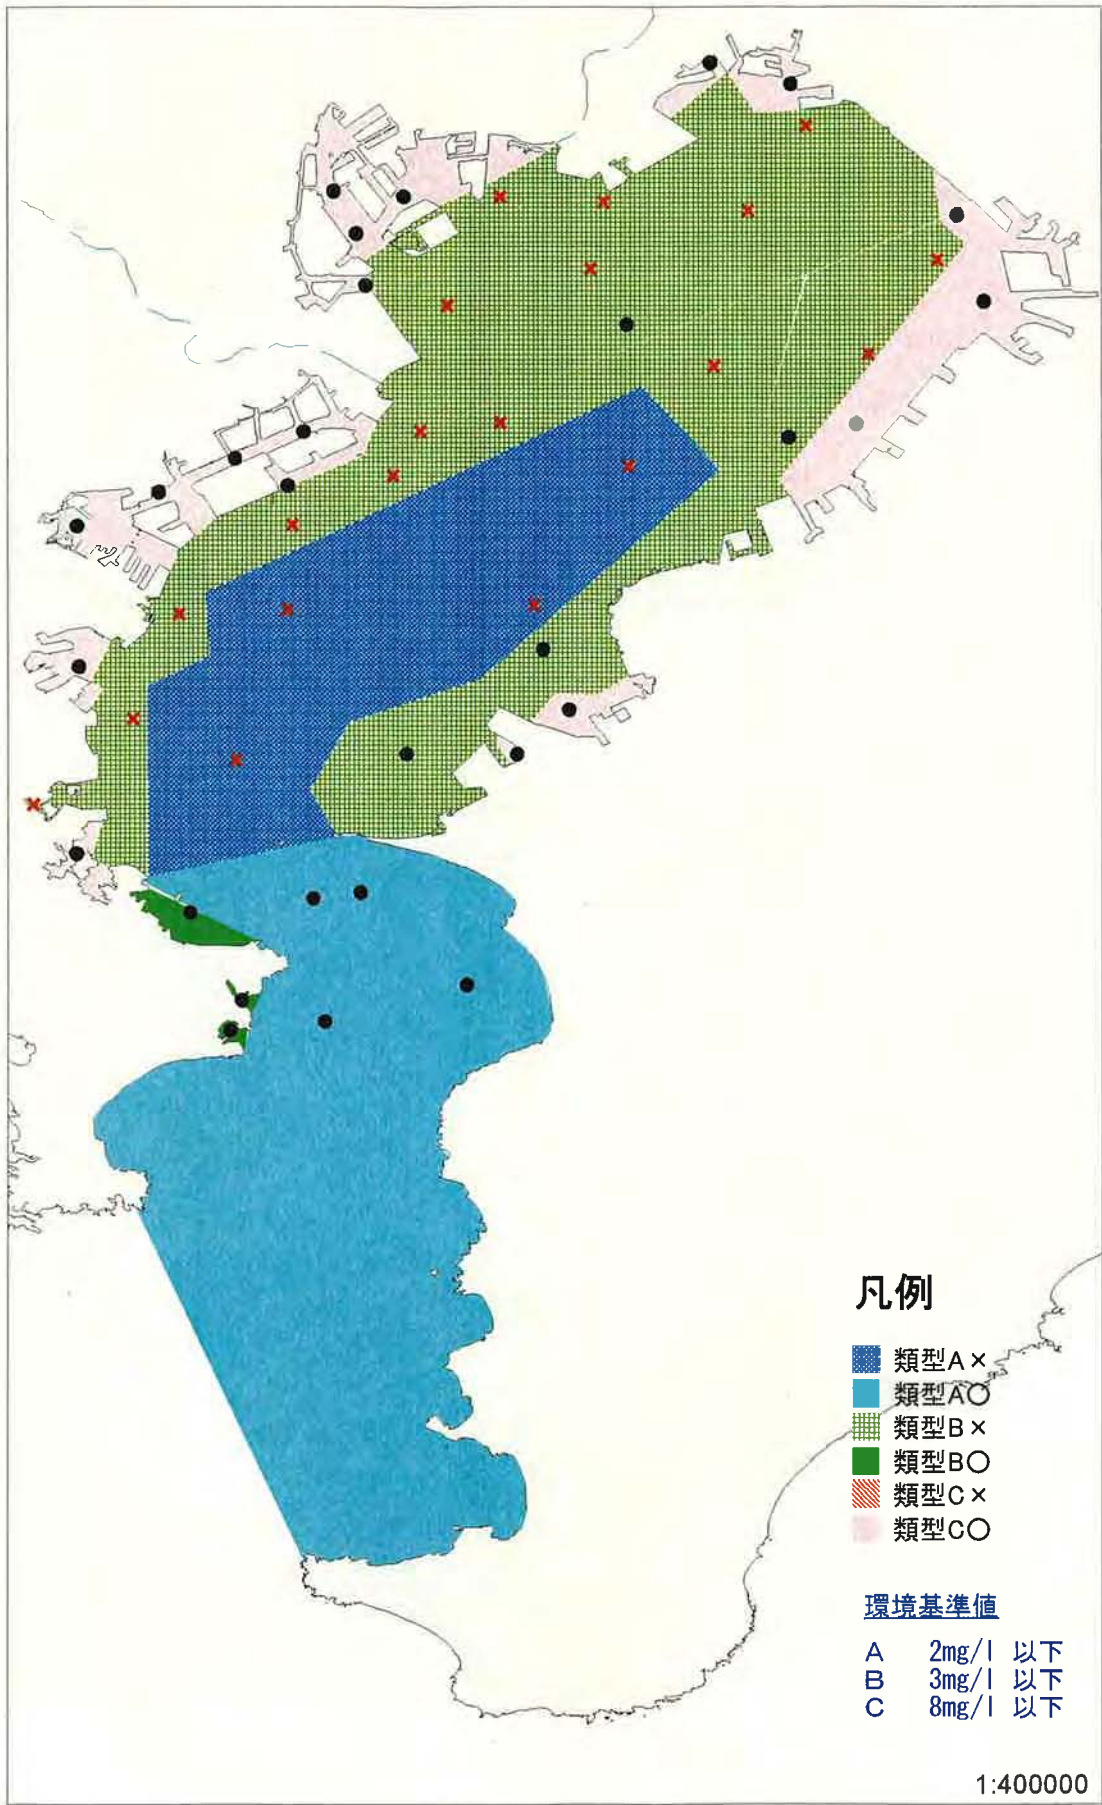 凡例
類型A×
類型A○
類型B×
類型B○
類型C×
類型C○
環境基準値
A 2mg/l 以下
B 3mg/l 以下
C 8mg/l 以下
1:400000